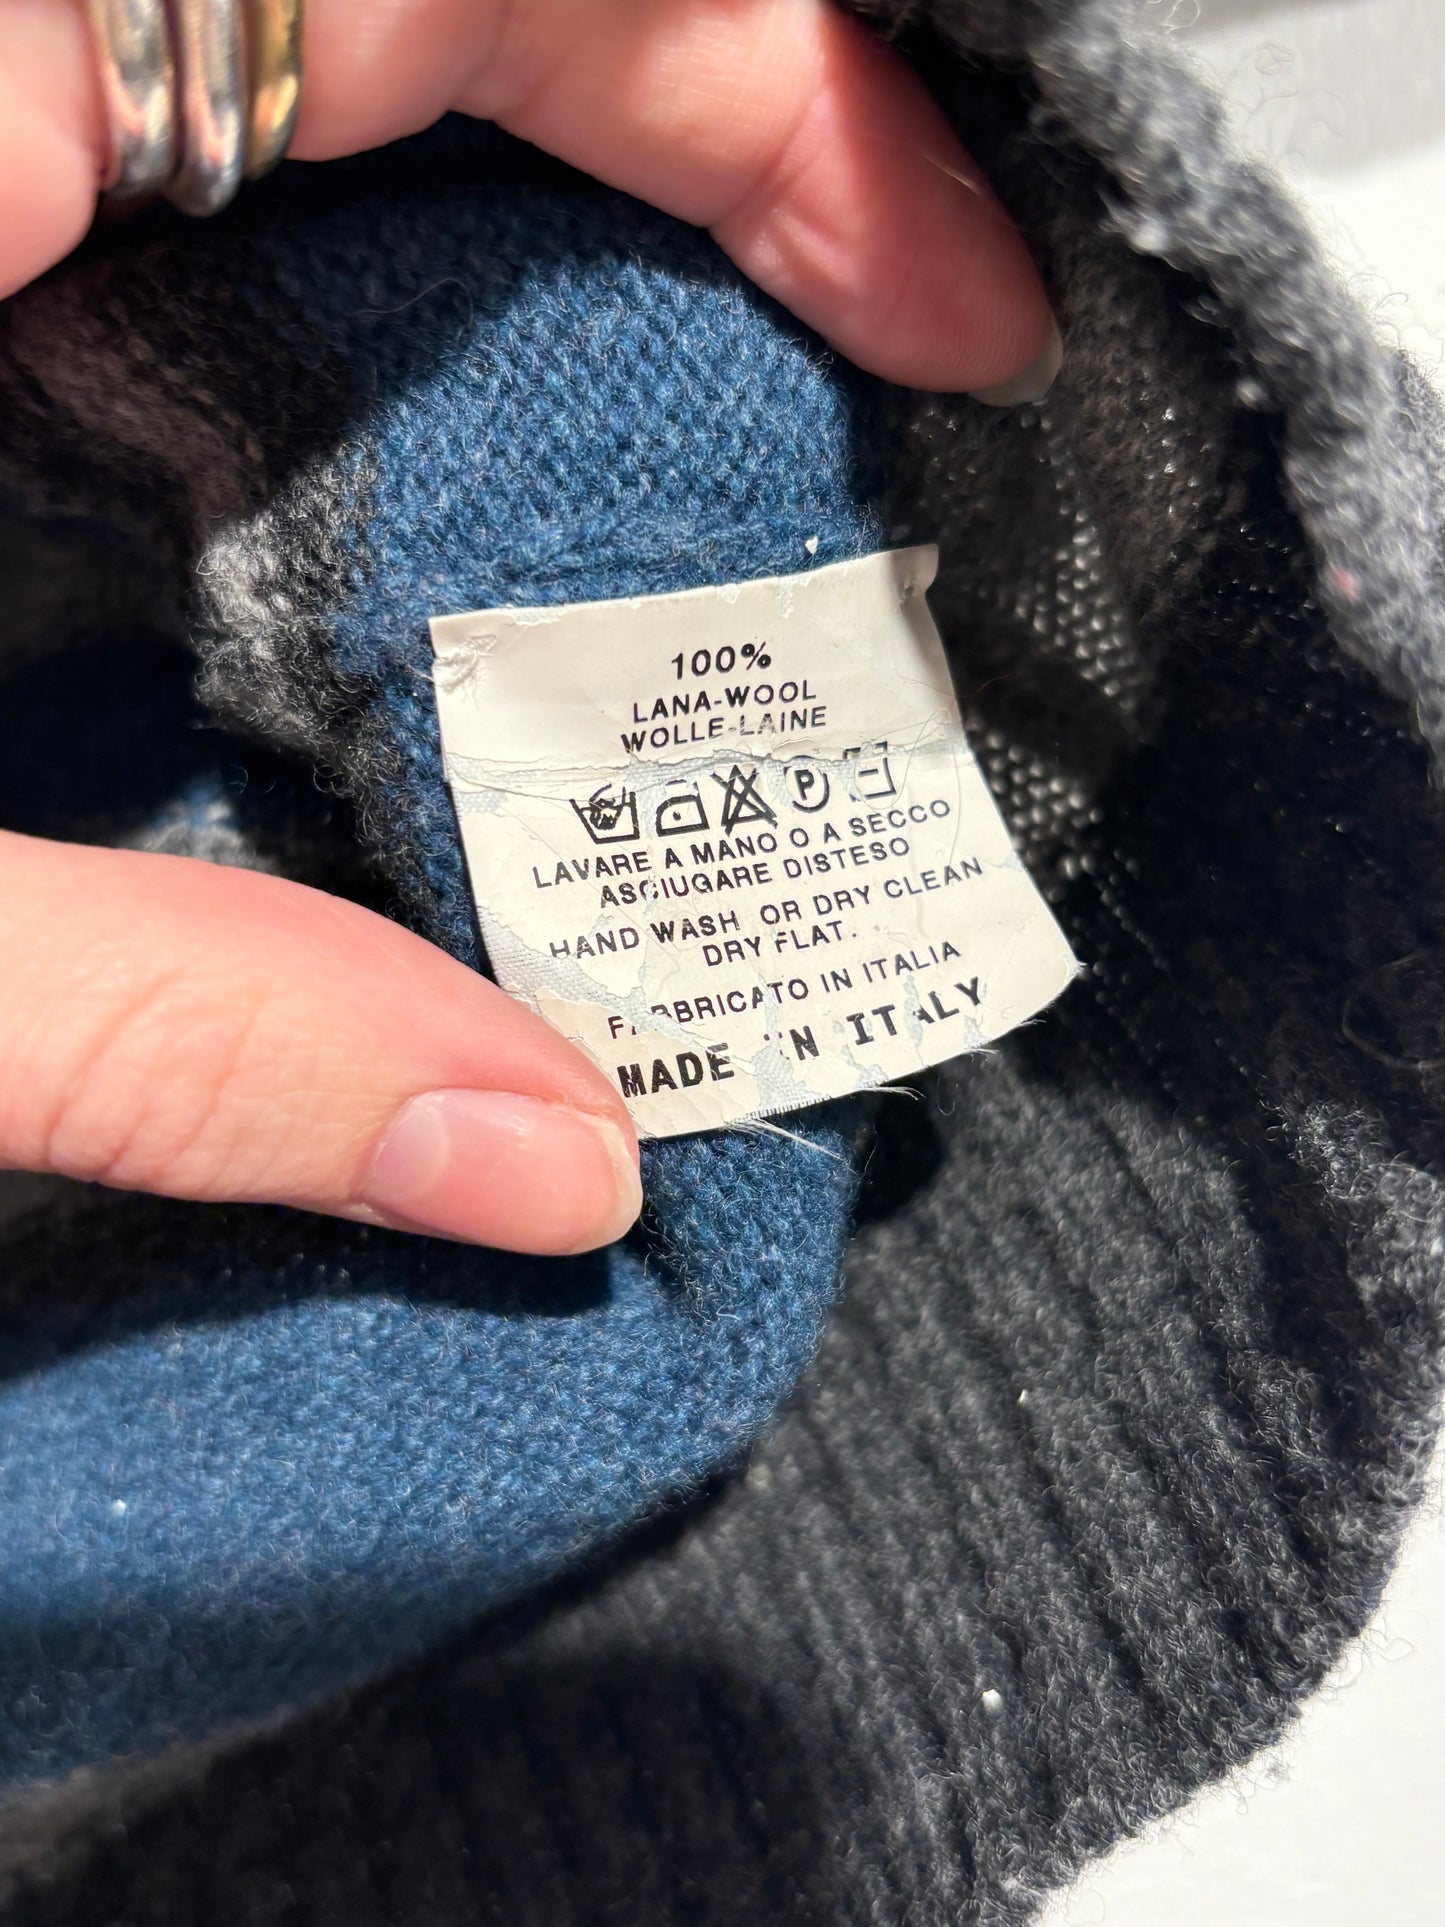 100%
LANA-WOOL
WOLLE-LAINE
P
LAVARE A MANO O A SECCO
ASCIUGARE DISTESO
HAND WASH OR DRY CLEAN
DRY FLAT.
FABBRICATO IN ITALIA
MADE IN ITALY